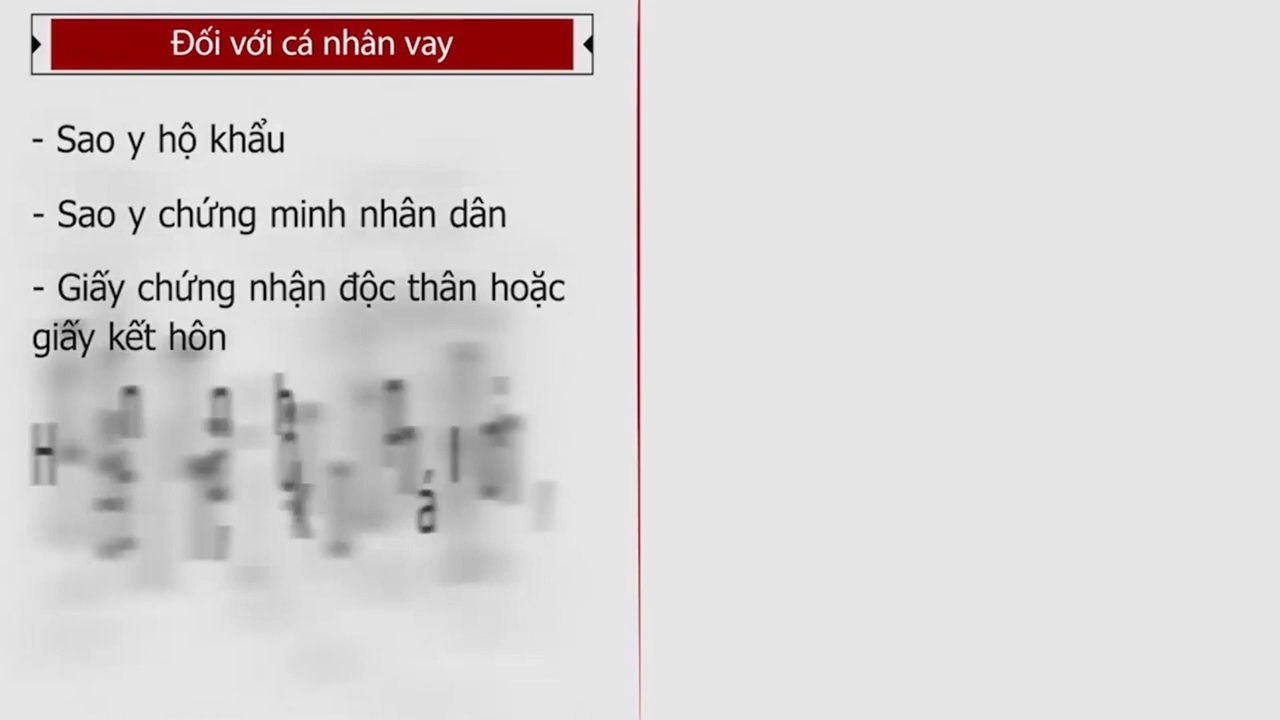 Đối với cá nhân vay
- Sao y hộ khẩu
- Sao y chứng minh nhân dân
- Giấy chứng nhận độc thân hoặc
giấy kết hôn